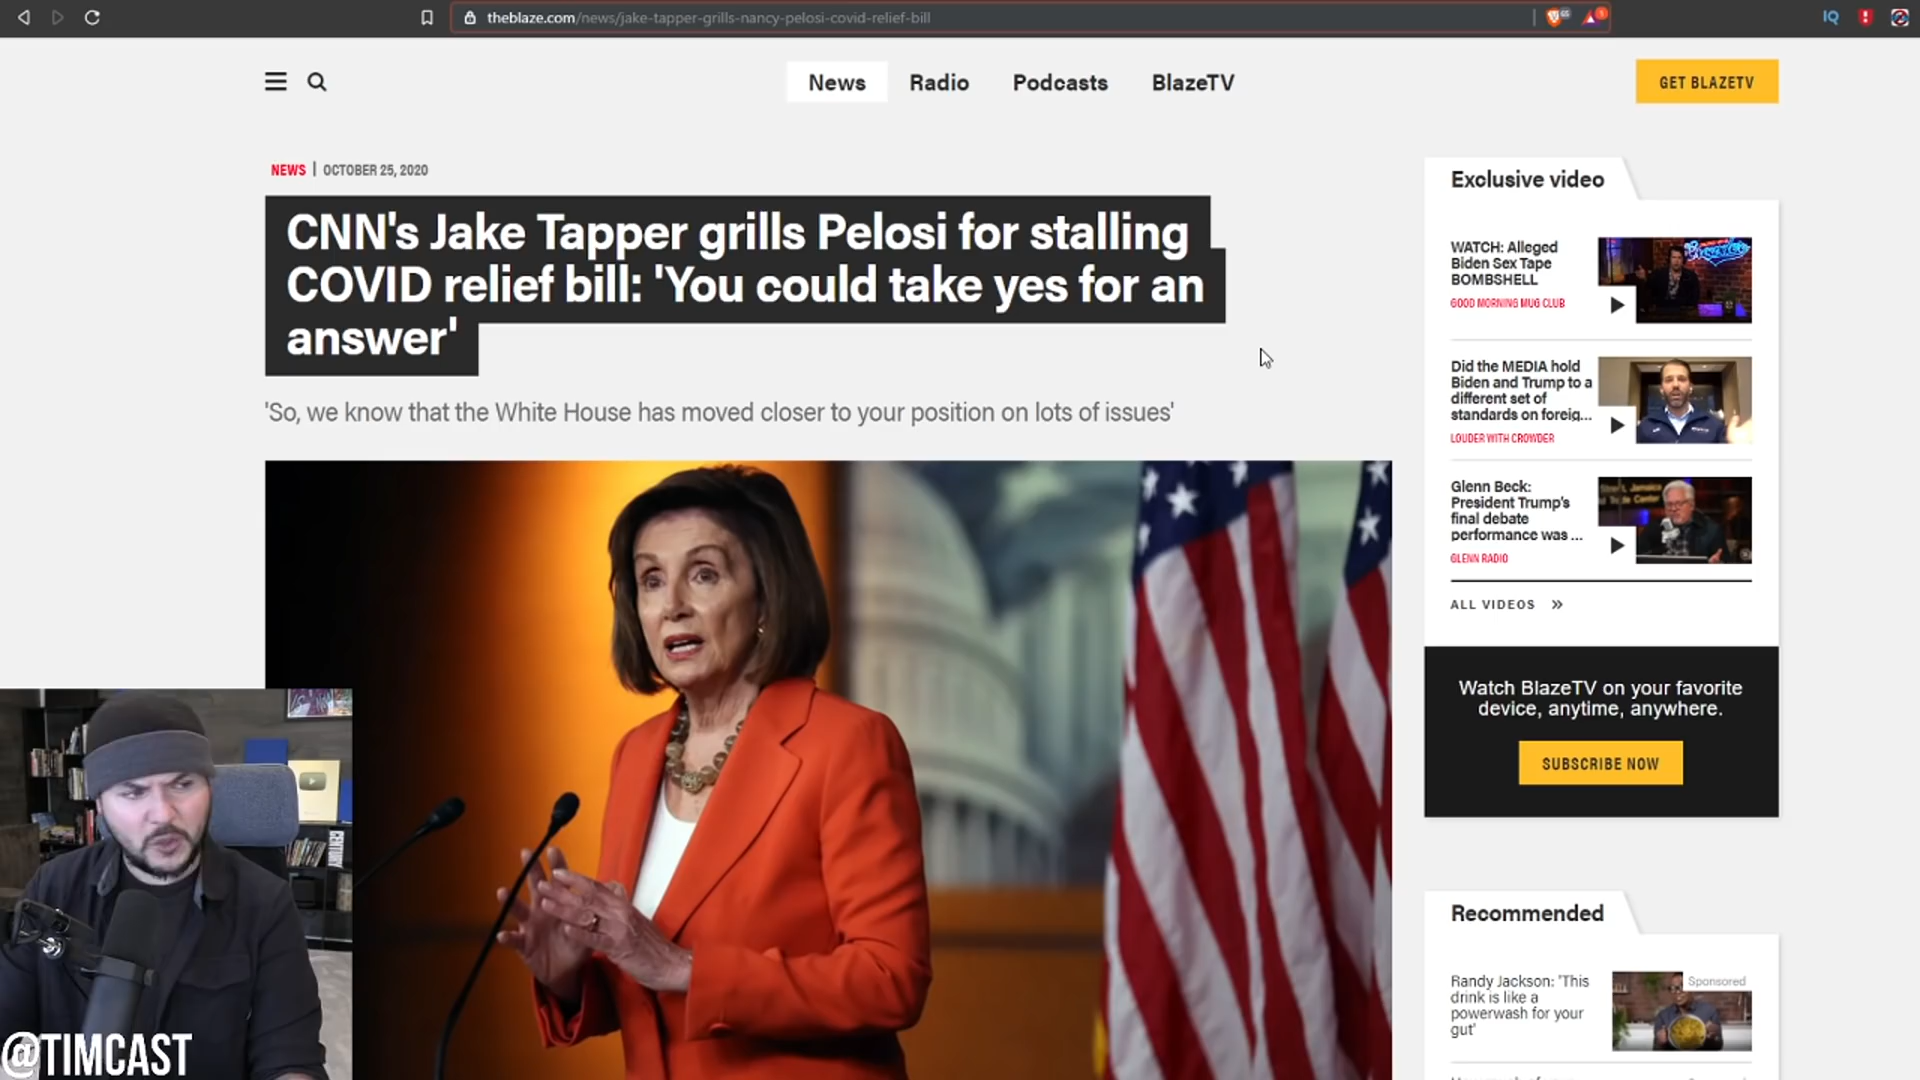 theblaze.com/news/jake-tapper-grills-nancy-pelosi-covid-relief-bill
IQ
News
Radio
Podcasts
BlazeTV
GET BLAZETV
NEWS | OCTOBER 25, 2020
CNN's Jake Tapper grills Pelosi for stalling
COVID relief bill: 'You could take yes for an
answer'
'So, we know that the White House has moved closer to your position on lots of issues'
Exclusive video
WATCH: Alleged
Biden Sex Tape
BOMBSHELL
GOOD MORNING MUG CLUB
Did the MEDIA hold
Biden and Trump to a
different set of
standards on foreig...
LOUDER WITH CROWDER
Glenn Beck:
President Trump's
final debate
performance was ...
GLENN RADIO
ALL VIDEOS »
Watch BlazeTV on your favorite
device, anytime, anywhere.
SUBSCRIBE NOW
Recommended
Randy Jackson: 'This
drink is like a
powerwash for your
gut'
Sponsored
@TIMCAST